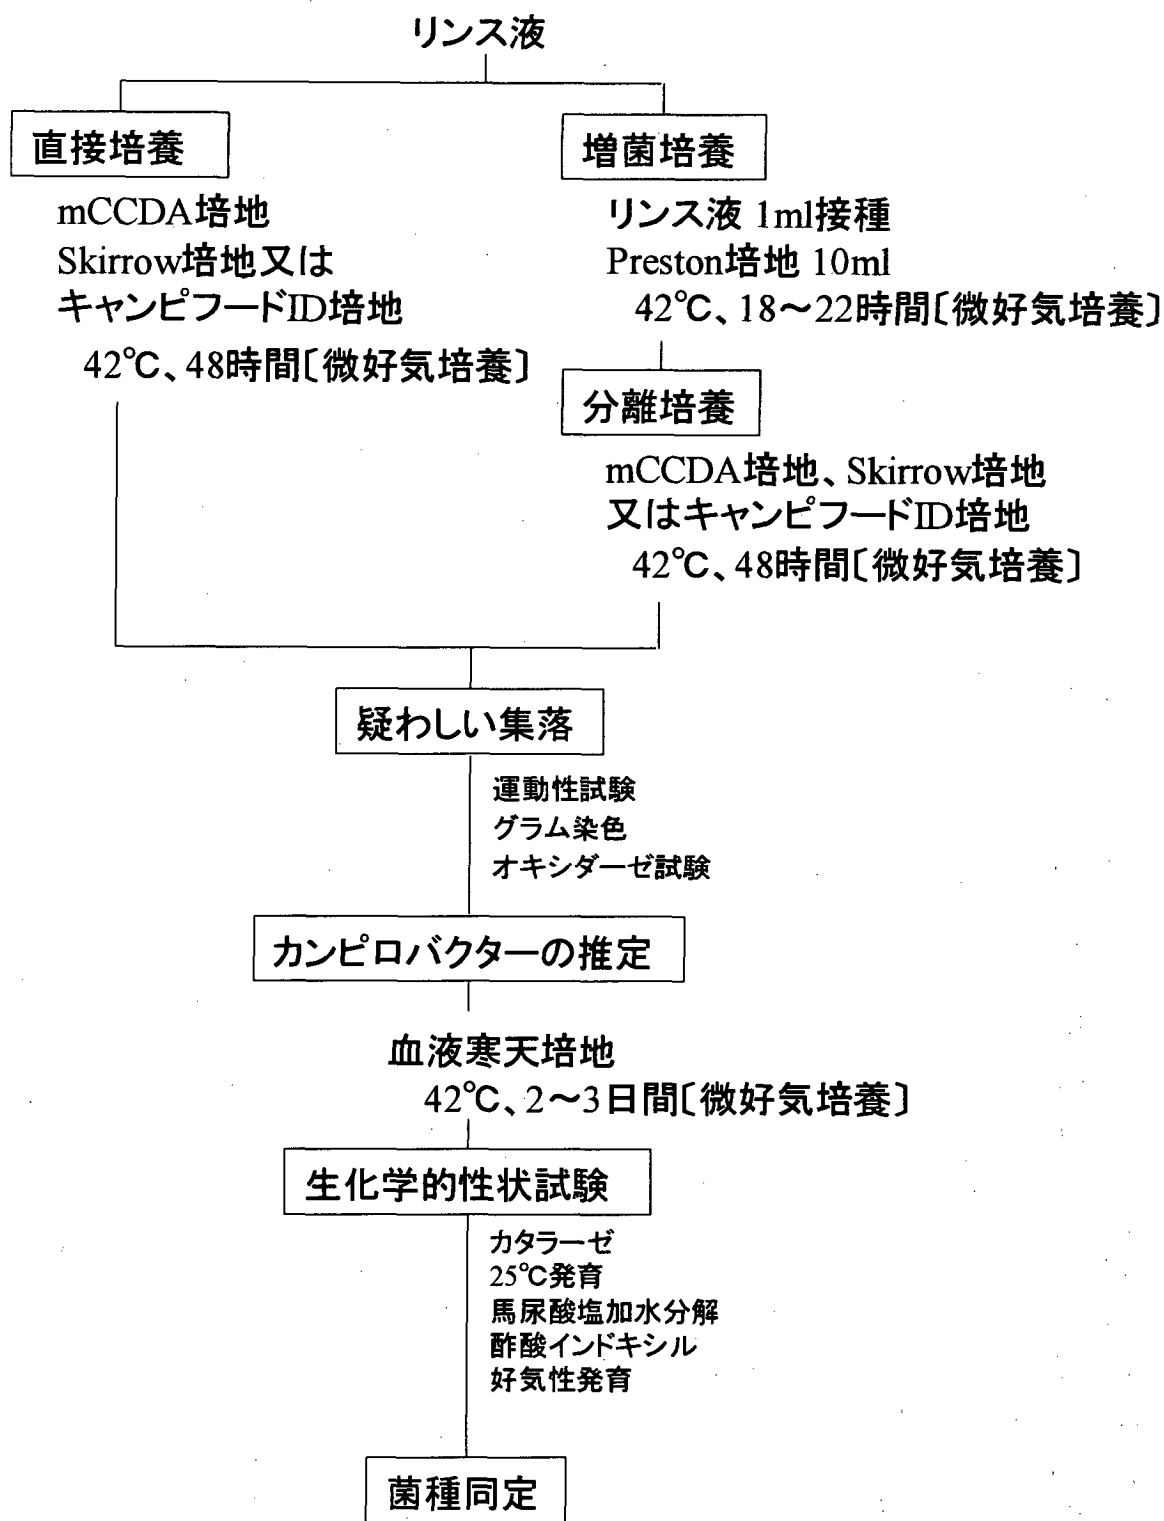 リンス液
直接培養
mCCDA培地
Skirrow培地又は
キャンピフードID培地
42℃、48時間〔微好気培養〕
増菌培養
リンス液 1ml接種
Preston培地 10ml
42℃、18～22時間〔微好気培養〕
分離培養
mCCDA培地、Skirrow培地
又はキャンピフードID培地
42℃、48時間〔微好気培養〕
疑わしい集落
運動性試験
グラム染色
オキシダーゼ試験
カンピロバクターの推定
血液寒天培地
42℃、2～3日間〔微好気培養〕
生化学的性状試験
カタラーゼ
25℃発育
馬尿酸塩加水分解
酢酸インドキシル
好気性発育
菌種同定